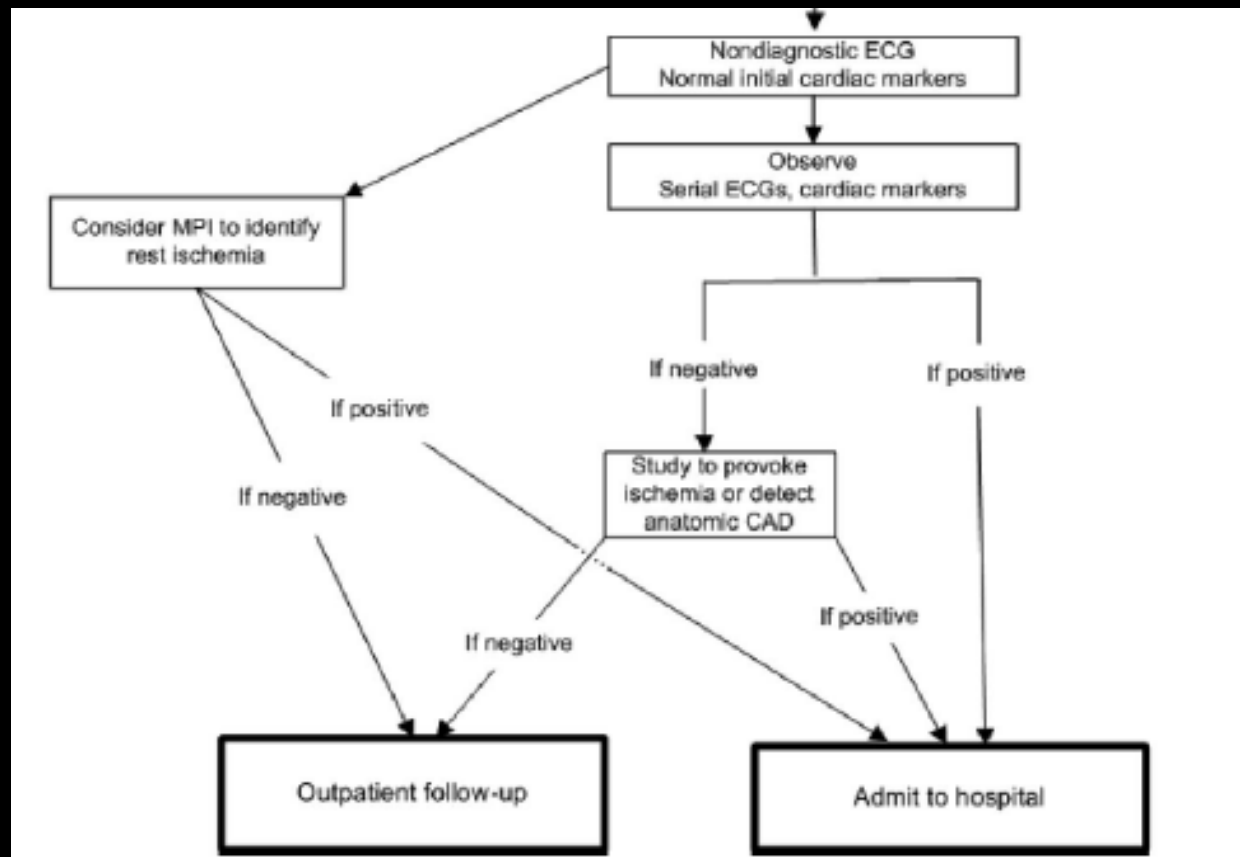 Nondiagnostic ECG
Normal initial cardiac markers
Observe
Serial ECGs, cardiac markers
Consider MPI to identify
rest ischemia
If negative
If positive
If positive
Study to provoke
ischemia or detect
anatomic CAD
If negative
If positive
If negative
Outpatient follow-up
Admit to hospital